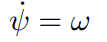 ψ̇ = ω